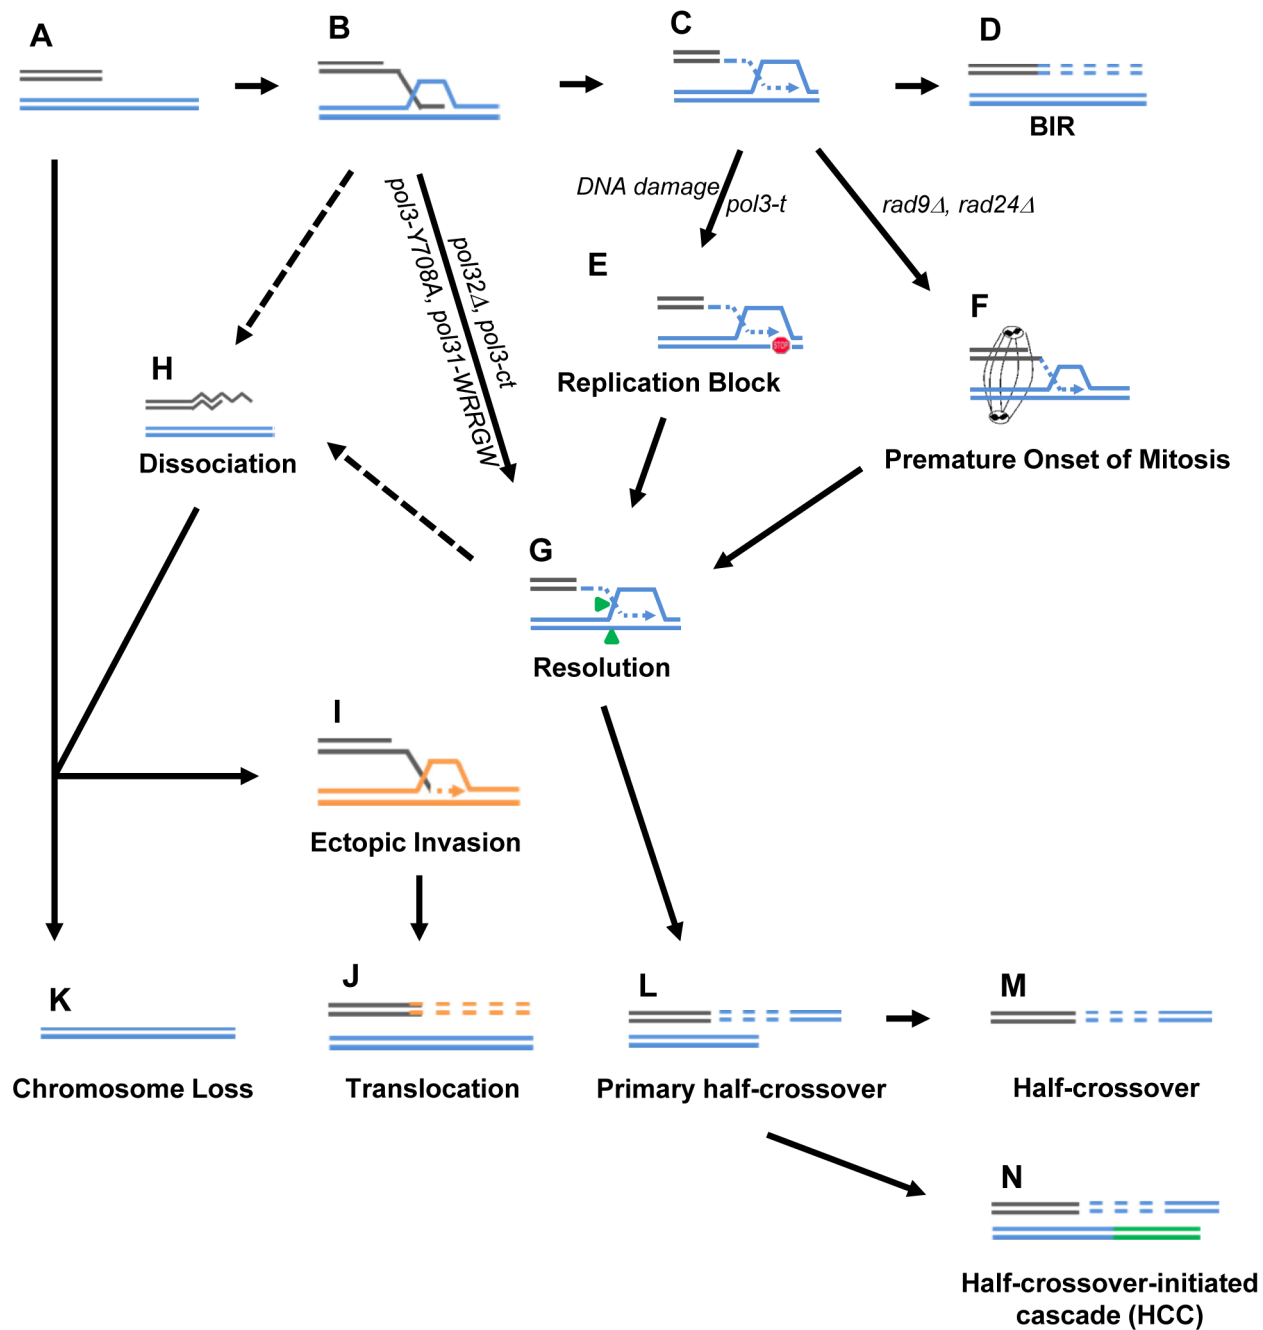 A
B
C
D
BIR
DNA damage
pol3-t
rad9Δ, rad24Δ
pol32Δ, pol3-ct
pol3-Y708A, pol31-WRRGW
E
STOP
Replication Block
F
Premature Onset of Mitosis
H
Dissociation
G
Resolution
I
Ectopic Invasion
K
Chromosome Loss
J
Translocation
L
Primary half-crossover
M
Half-crossover
N
Half-crossover-initiated
cascade (HCC)